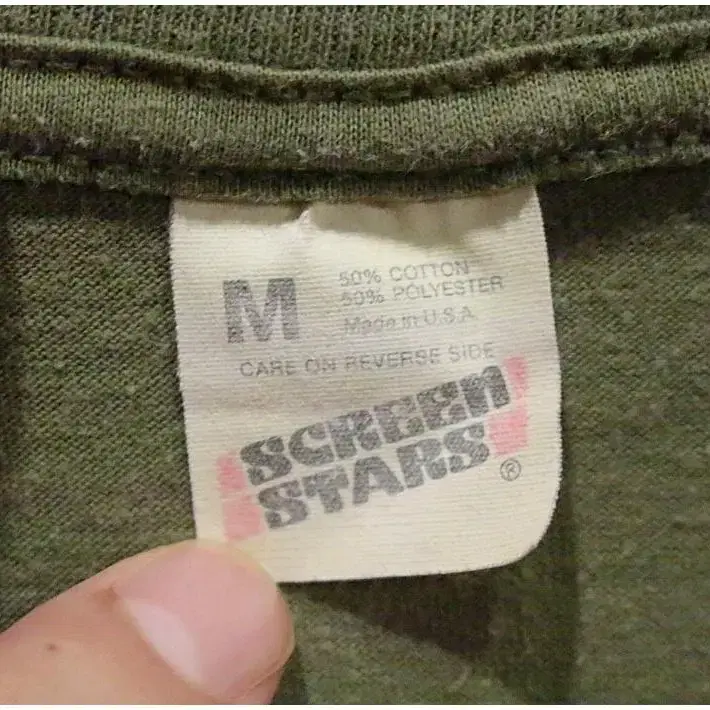 M
50% COTTON
50% POLYESTER
Made in U.S.A.
CARE ON REVERSE SIDE
SCREEN
STARS
®